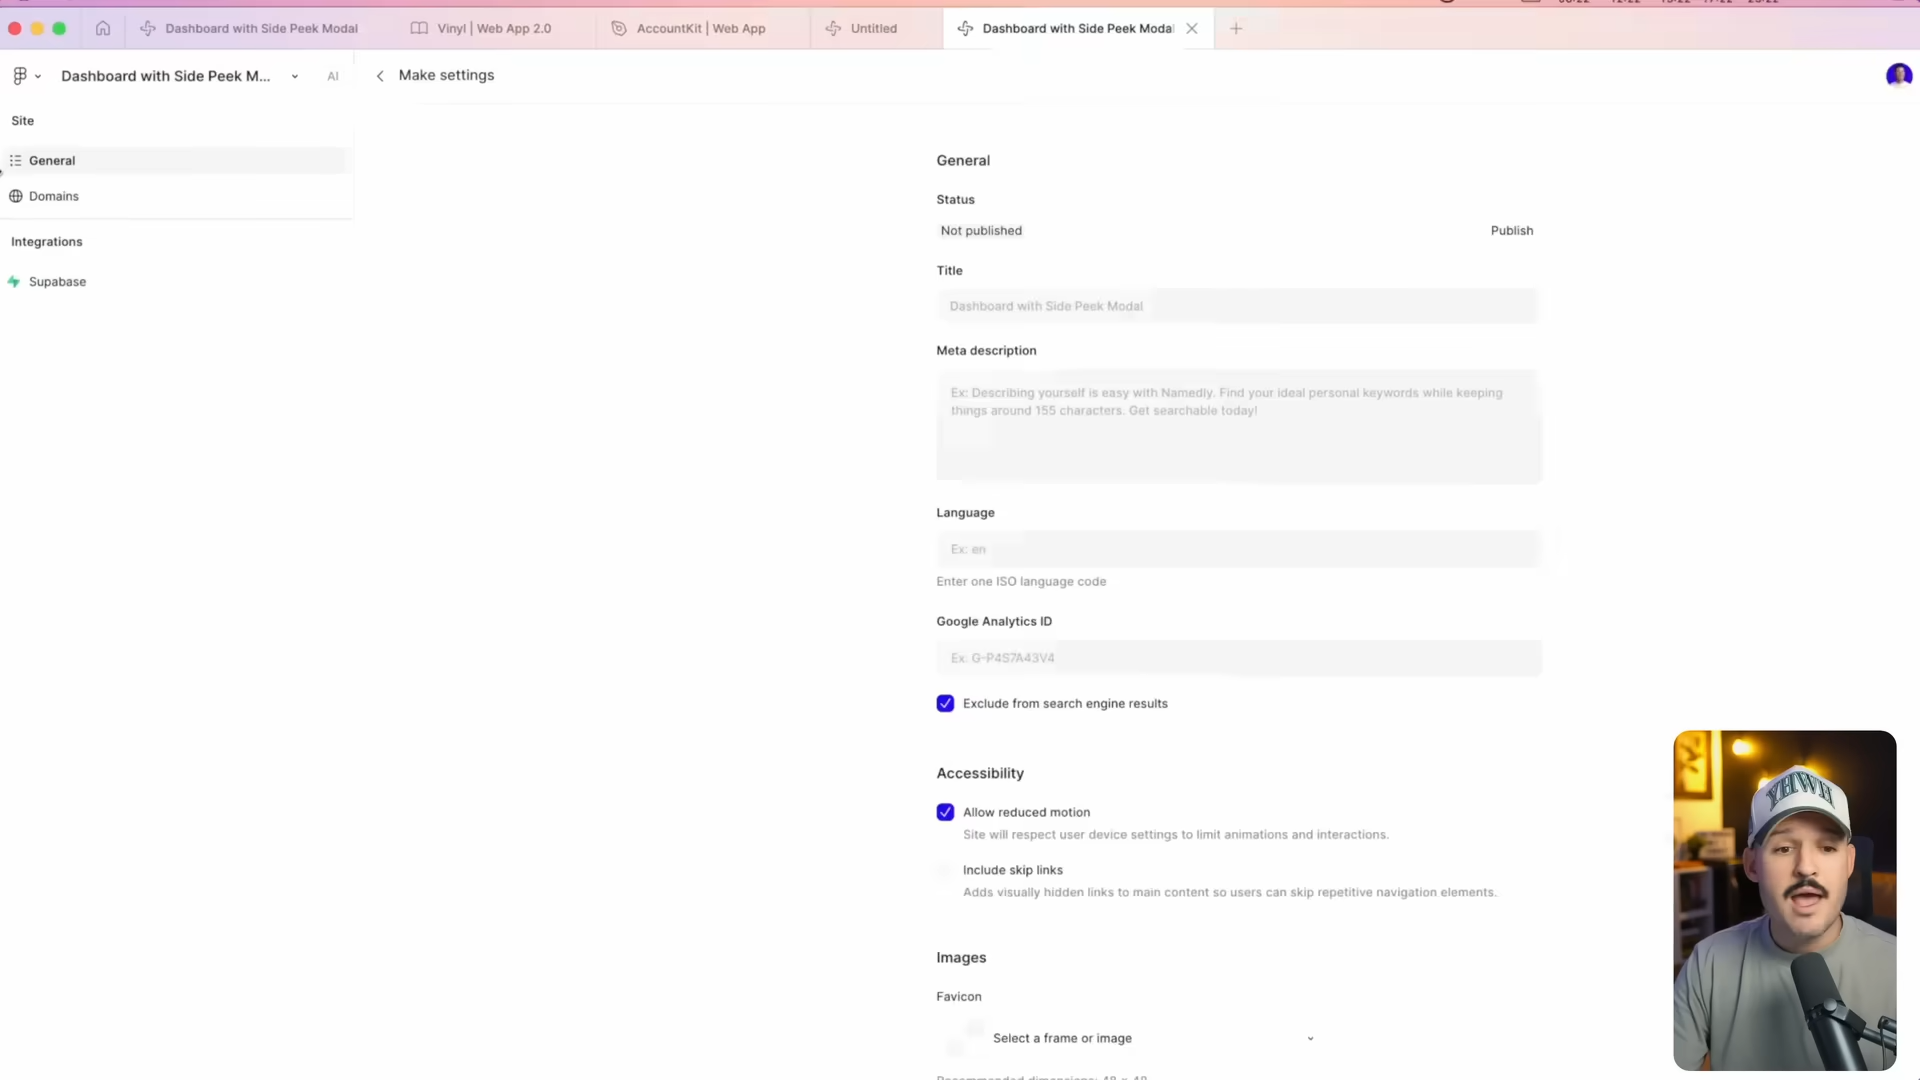 Dashboard with Side Peek Modal
Vinyl | Web App 2.0
AccountKit | Web App
Untitled
Dashboard with Side Peek Modal
Dashboard with Side Peek M...
AI
Make settings
Site
General
Domains
Integrations
Supabase
General
Status
Not published
Publish
Title
Dashboard with Side Peek Modal
Meta description
Ex: Describing yourself is easy with Namedly. Find your ideal personal keywords while keeping
things around 155 characters. Get searchable today!
Language
Ex: en
Enter one ISO language code
Google Analytics ID
Ex: G-P4S7A43V4
Exclude from search engine results
Accessibility
Allow reduced motion
Site will respect user device settings to limit animations and interactions.
Include skip links
Adds visually hidden links to main content so users can skip repetitive navigation elements.
Images
Favicon
Select a frame or image
YHWH